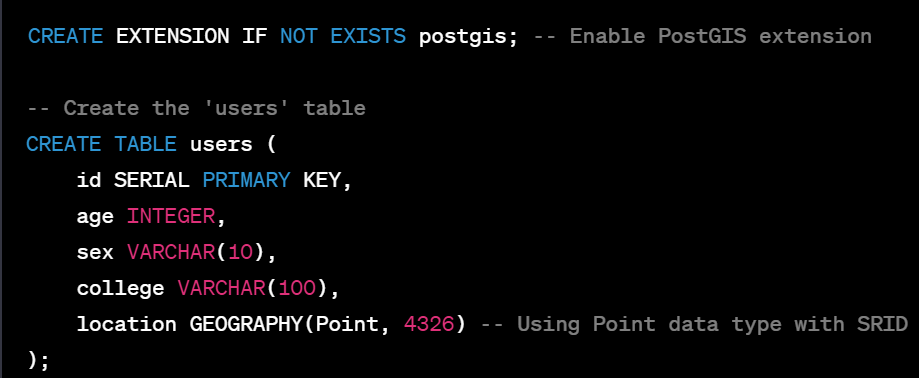 CREATE EXTENSION IF NOT EXISTS postgis; -- Enable PostGIS extension
-- Create the 'users' table
CREATE TABLE users (
    id SERIAL PRIMARY KEY,
    age INTEGER,
    sex VARCHAR(10),
    college VARCHAR(100),
    location GEOGRAPHY(Point, 4326) -- Using Point data type with SRID
);